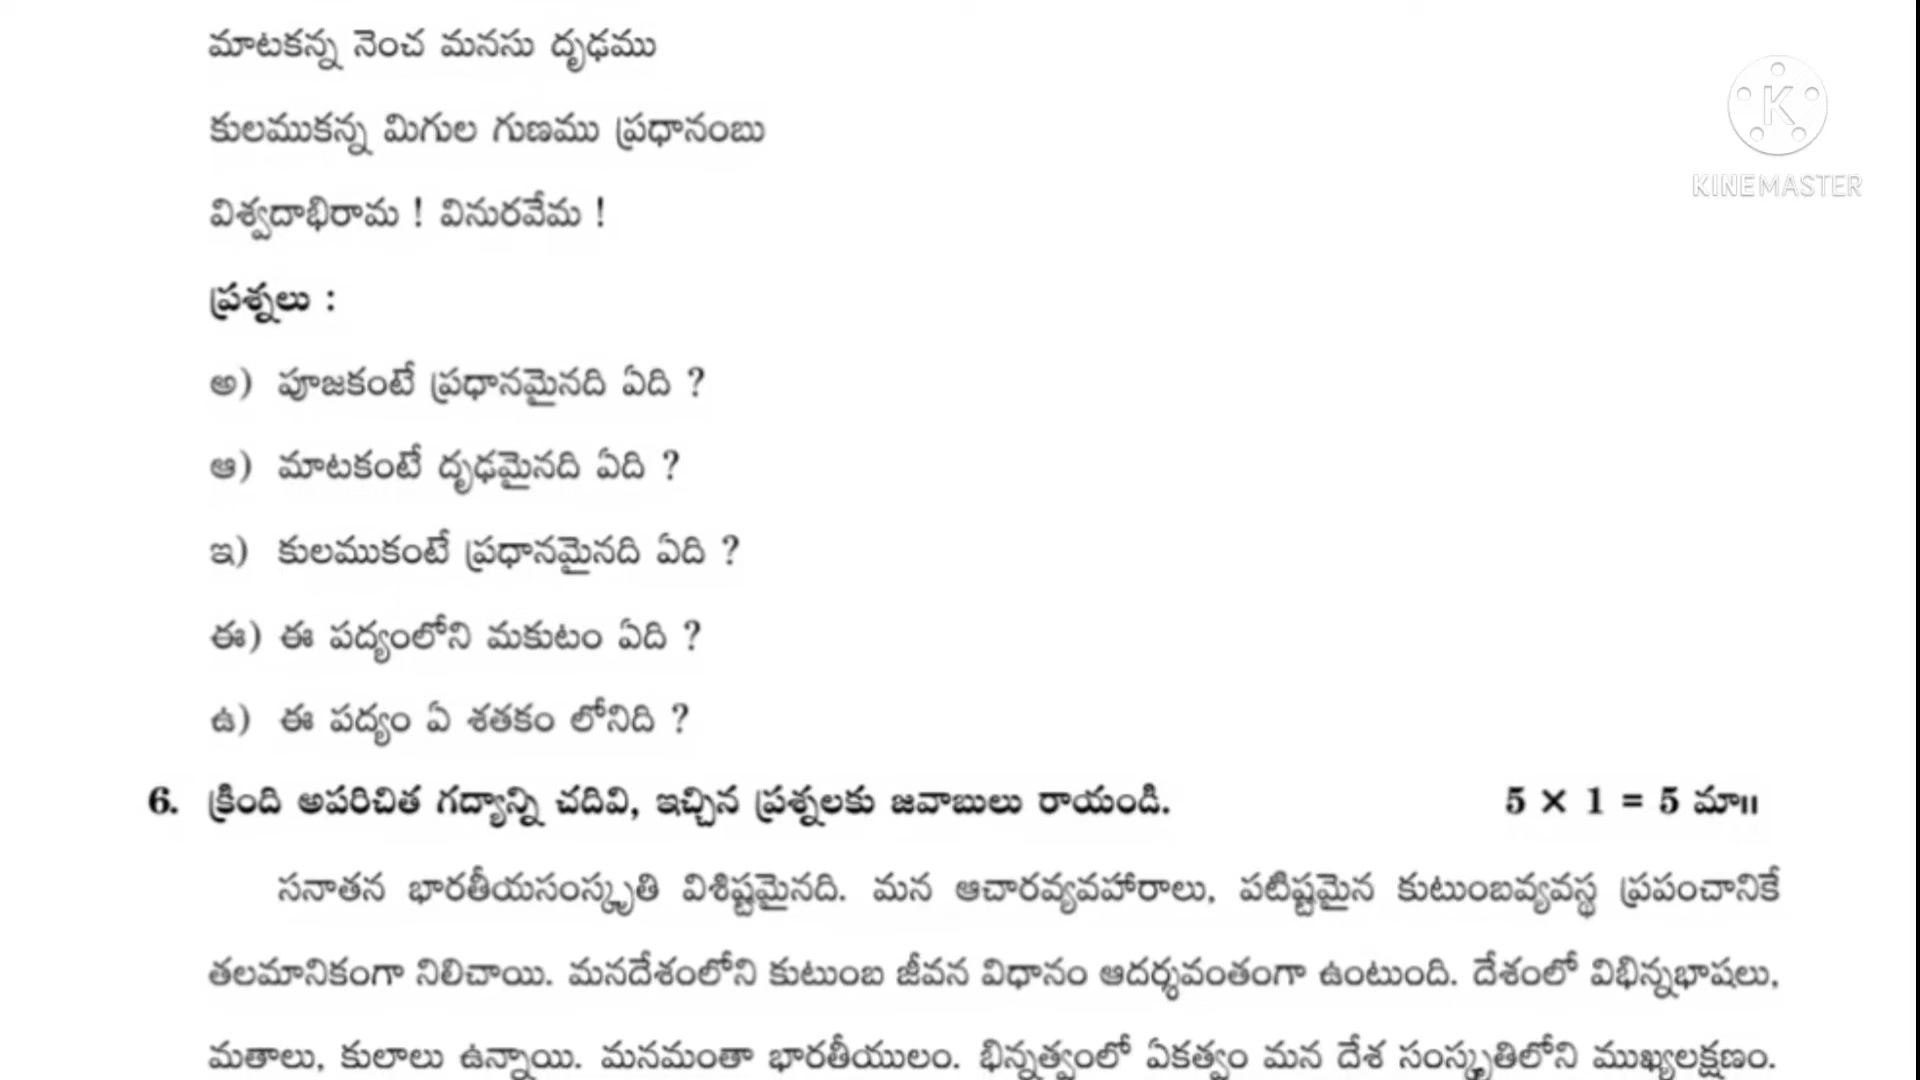 మాటకన్న నెంచ మనసు దృఢము
కులముకన్న మిగుల గుణము ప్రధానంబు
విశ్వదాభిరామ ! వినురవేమ !
ప్రశ్నలు :
అ) పూజకంటే ప్రధానమైనది ఏది ?
ఆ) మాటకంటే దృఢమైనది ఏది ?
ఇ) కులముకంటే ప్రధానమైనది ఏది ?
ఈ) ఈ పద్యంలోని మకుటం ఏది ?
ఉ) ఈ పద్యం ఏ శతకం లోనిది ?
6. క్రింది అపరిచిత గద్యాన్ని చదివి, ఇచ్చిన ప్రశ్నలకు జవాబులు రాయండి. 5 × 1 = 5 మా॥
సనాతన భారతీయసంస్కృతి విశిష్టమైనది. మన ఆచారవ్యవహారాలు, పటిష్టమైన కుటుంబవ్యవస్థ ప్రపంచానికే
తలమానికంగా నిలిచాయి. మనదేశంలోని కుటుంబ జీవన విధానం ఆదర్శవంతంగా ఉంటుంది. దేశంలో విభిన్నభాషలు,
మతాలు, కులాలు ఉన్నాయి. మనమంతా భారతీయులం. భిన్నత్వంలో ఏకత్వం మన దేశ సంస్కృతిలోని ముఖ్యలక్షణం.
K
KINEMASTER